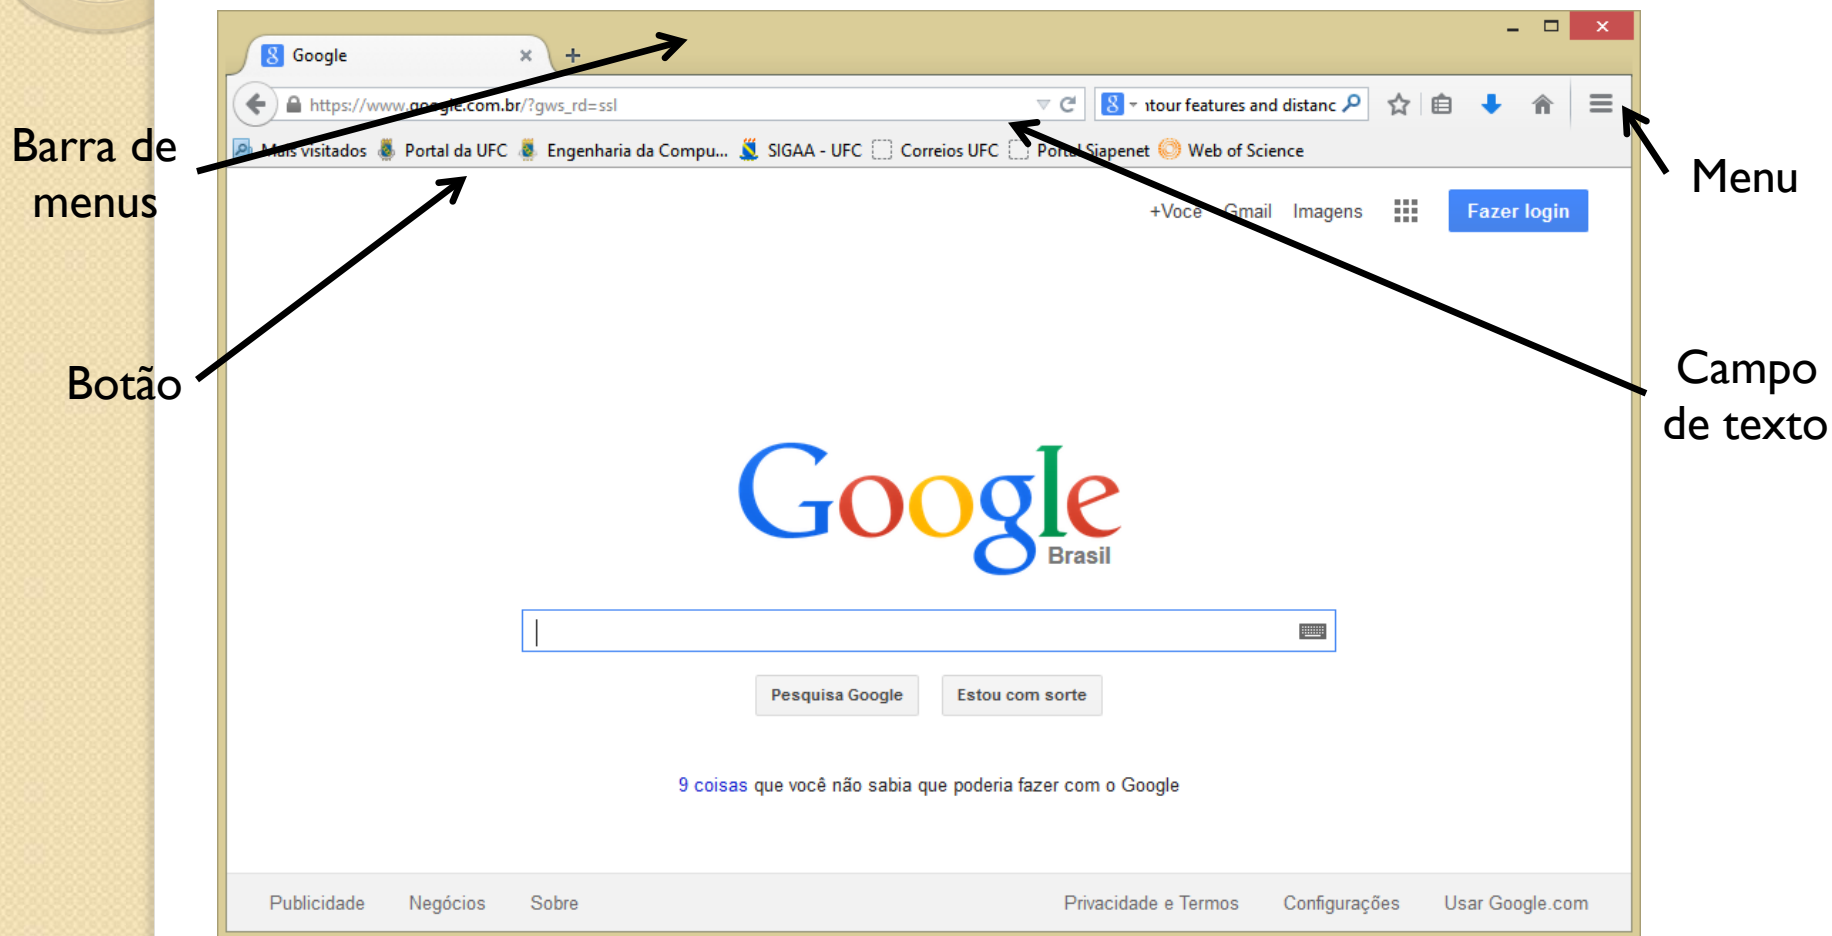 Google
https://www.google.com.br/?gws_rd=ssl
8
ntour features and distanc
Mais visitados Portal da UFC Engenharia da Compu... SIGAA - UFC Correios UFC Portal Siapenet Web of Science
Barra de
menus
Menu
+Você Gmail Imagens Fazer login
Botão
Campo
de texto
Google
Brasil
Pesquisa Google Estou com sorte
9 coisas que você não sabia que poderia fazer com o Google
Publicidade Negócios Sobre Privacidade e Termos Configurações Usar Google.com